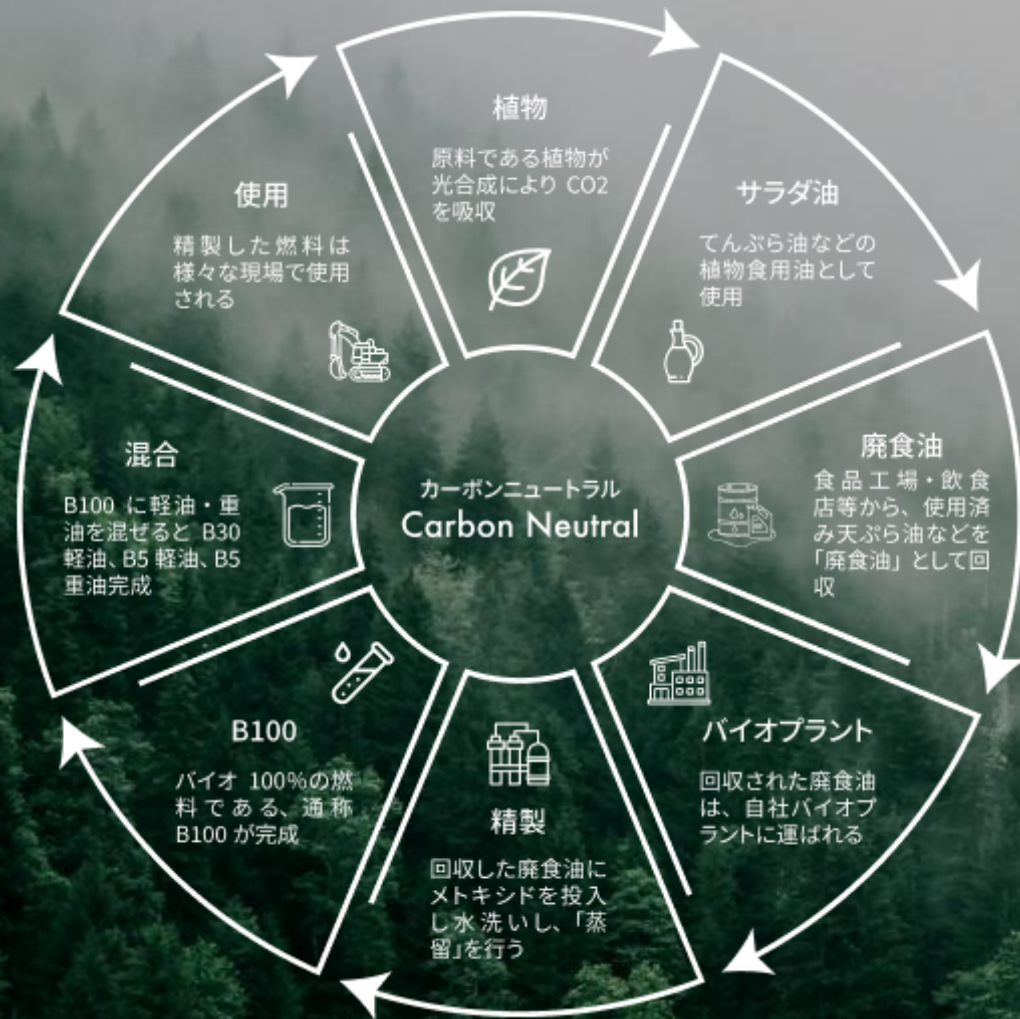 植物
原料である植物が
光合成により CO2
を吸収
サラダ油
てんぷら油などの
植物食用油として
使用
廃食油
食品工場・飲食
店等から、使用済
み天ぷら油などを
「廃食油」として回
収
バイオプラント
回収された廃食油
は、自社バイオプ
ラントに運ばれる
精製
回収した廃食油に
メトキシドを投入
し水洗いし、「蒸
留」を行う
B100
バイオ 100%の燃
料である、通称
B100 が完成
混合
B100 に軽油・重
油を混ぜると B30
軽油、B5 軽油、B5
重油完成
使用
精製した燃料は
様々な現場で使用
される
カーボンニュートラル
Carbon Neutral